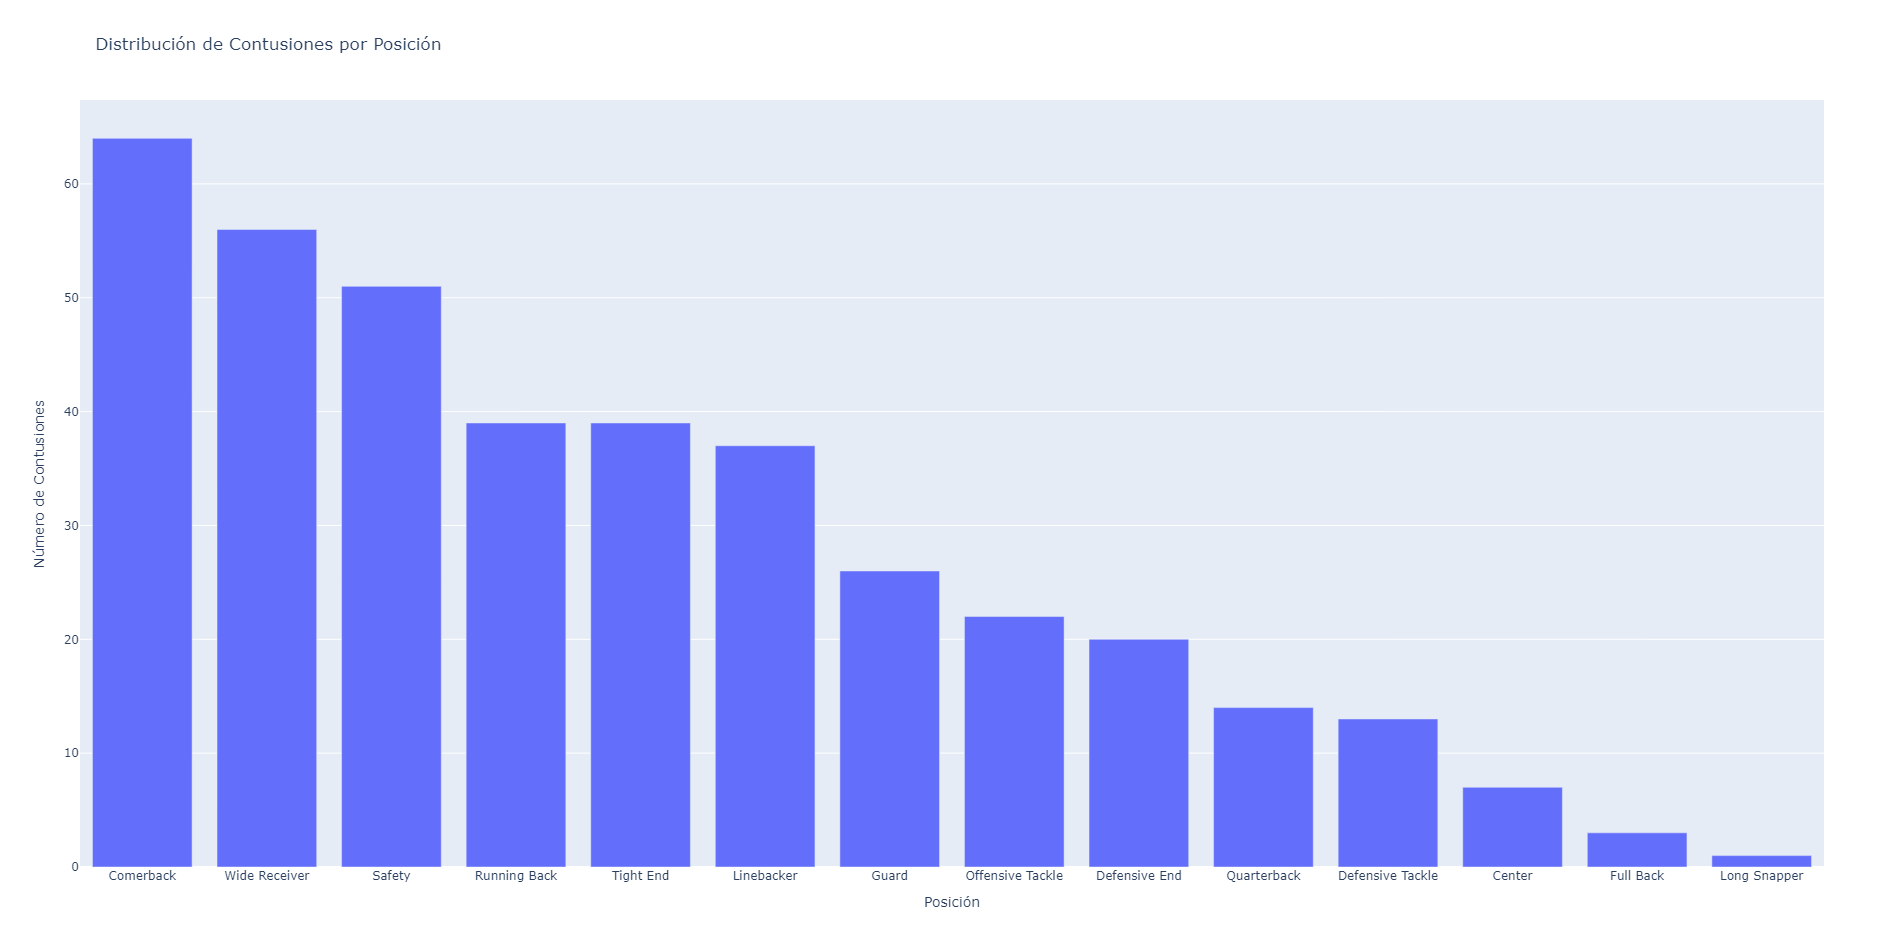 Distribución de Contusiones por Posición
Número de Contusiones
60
50
40
30
20
10
0
Comerback Wide Receiver Safety Running Back Tight End Linebacker Guard Offensive Tackle Defensive End Quarterback Defensive Tackle Center Full Back Long Snapper
Posición